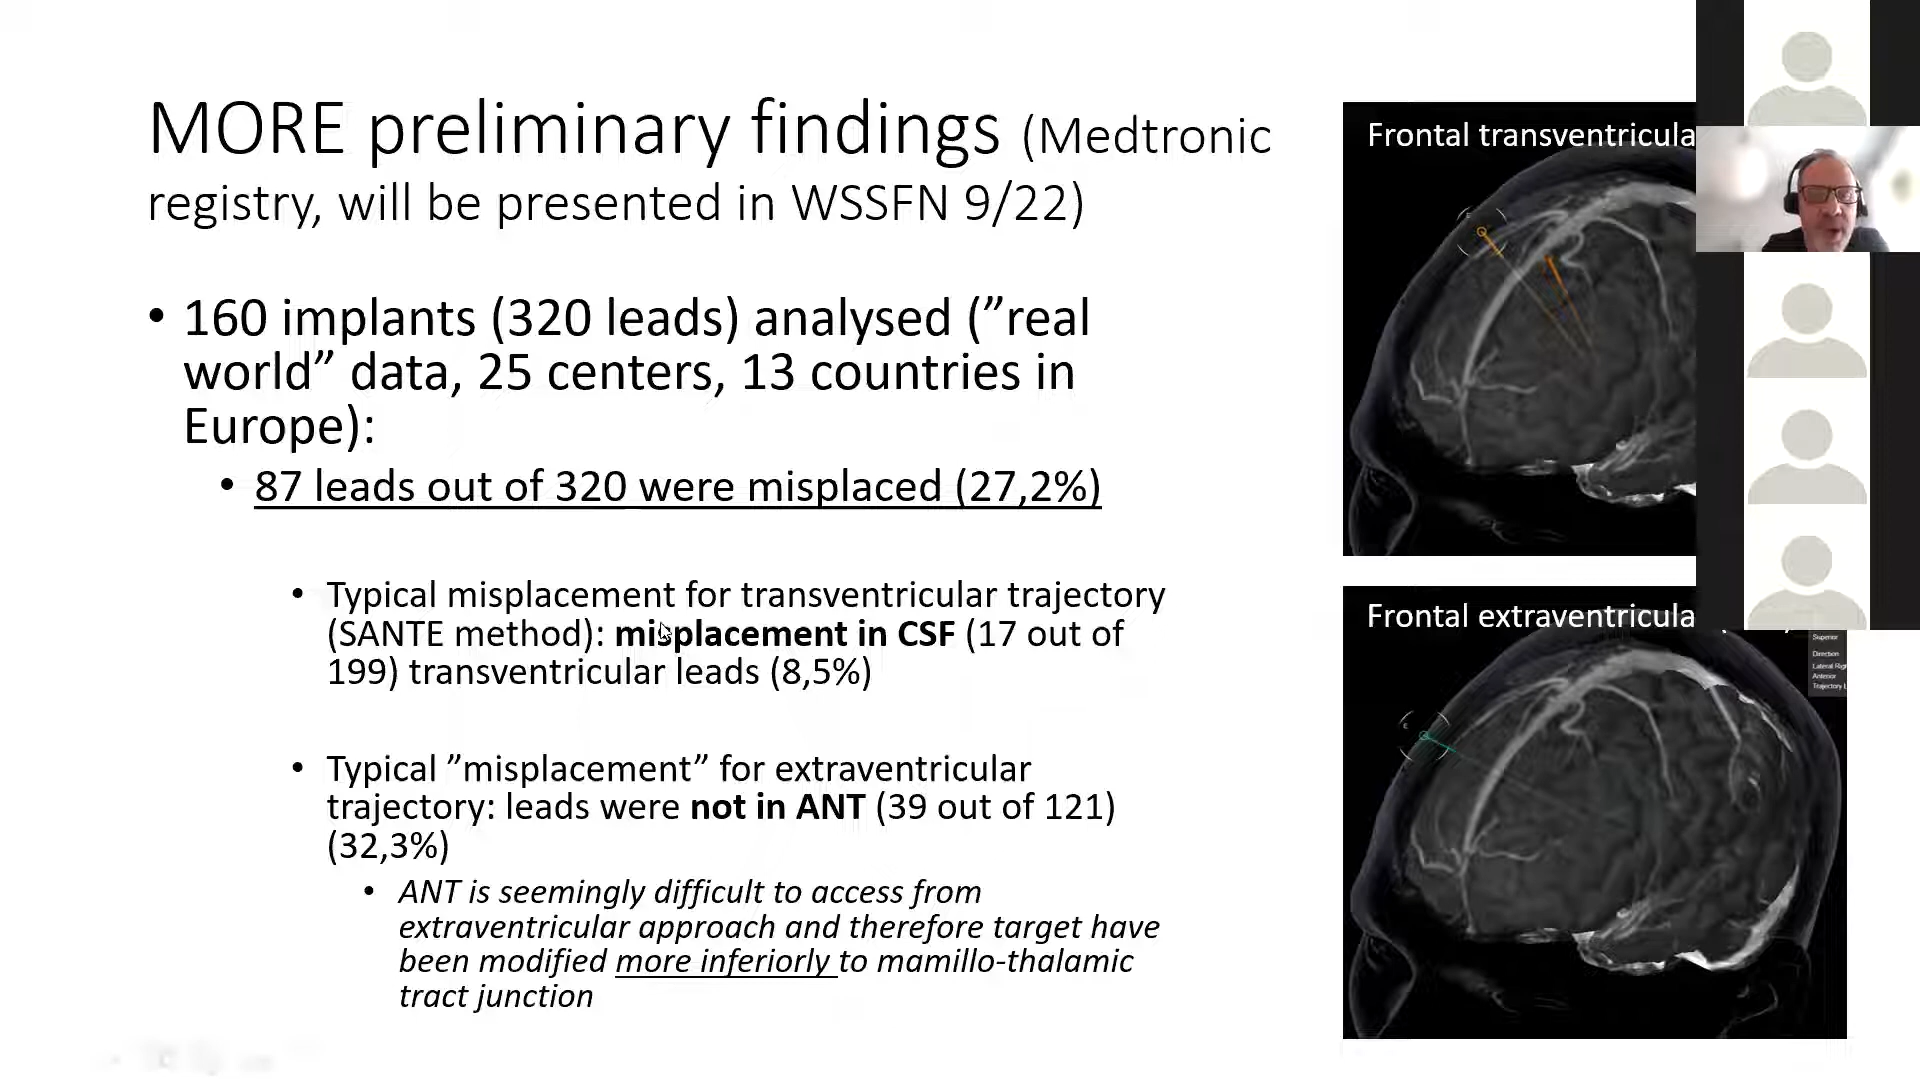 MORE preliminary findings (Medtronic
registry, will be presented in WSSFN 9/22)
• 160 implants (320 leads) analysed (”real
world” data, 25 centers, 13 countries in
Europe):
• 87 leads out of 320 were misplaced (27,2%)
• Typical misplacement for transventricular trajectory
(SANTE method): misplacement in CSF (17 out of
199) transventricular leads (8,5%)
• Typical ”misplacement” for extraventricular
trajectory: leads were not in ANT (39 out of 121)
(32,3%)
• ANT is seemingly difficult to access from
extraventricular approach and therefore target have
been modified more inferiorly to mamillo-thalamic
tract junction
Frontal transventricula
Frontal extraventricula
Superior
Direction
Lateral Rig
Anterior
Trajectory